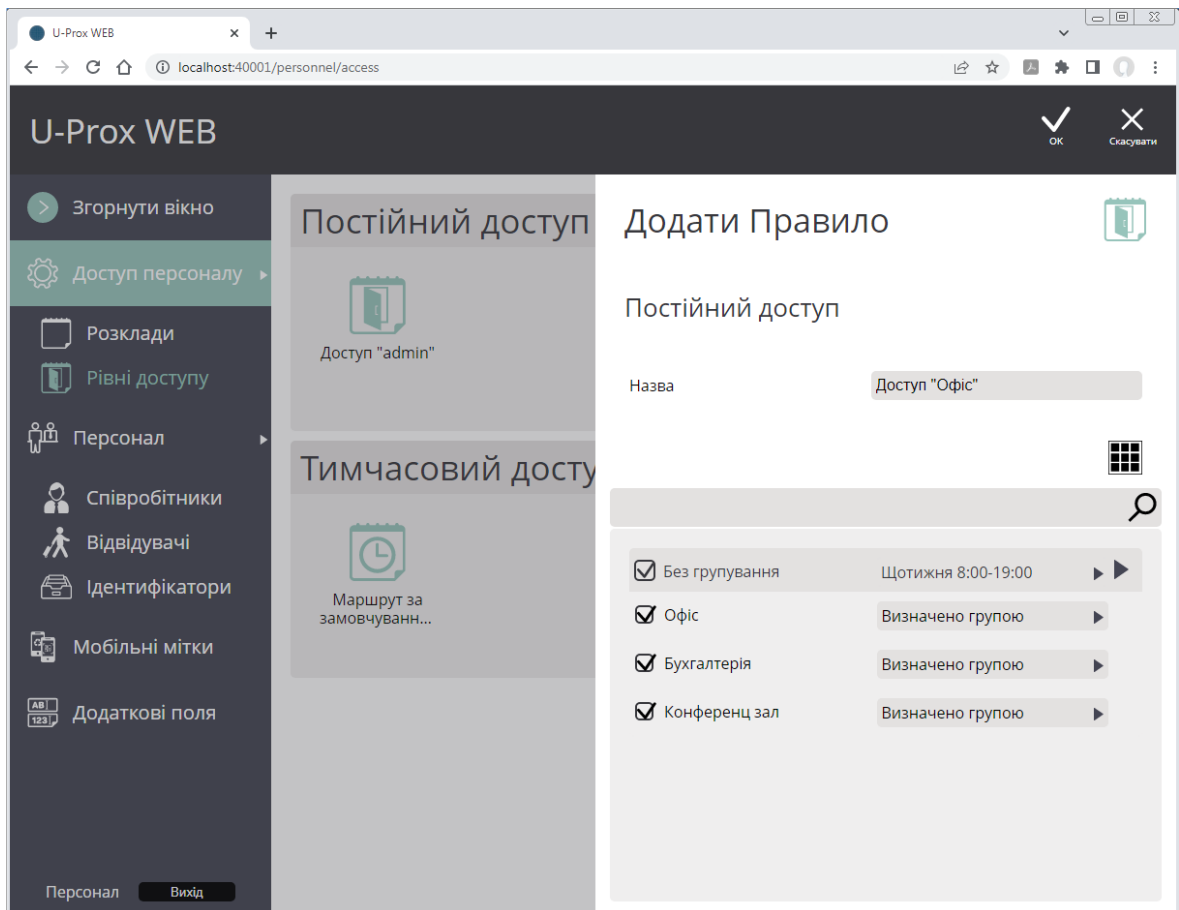 U-Prox WEB
localhost:40001/personnel/access
U-Prox WEB
OK
Скасувати
Згорнути вікно
Доступ персоналу
Розклади
Рівні доступу
Персонал
Співробітники
Відвідувачі
Ідентифікатори
Мобільні мітки
AB
123
Додаткові поля
Персонал
Вихід
Постійний доступ
Доступ "admin"
Тимчасовий досту
Маршрут за
замовчуванн...
Додати Правило
Постійний доступ
Назва
Доступ "Офіс"
Без групування Щотижня 8:00-19:00
Офіс Визначено групою
Бухгалтерія Визначено групою
Конференц зал Визначено групою